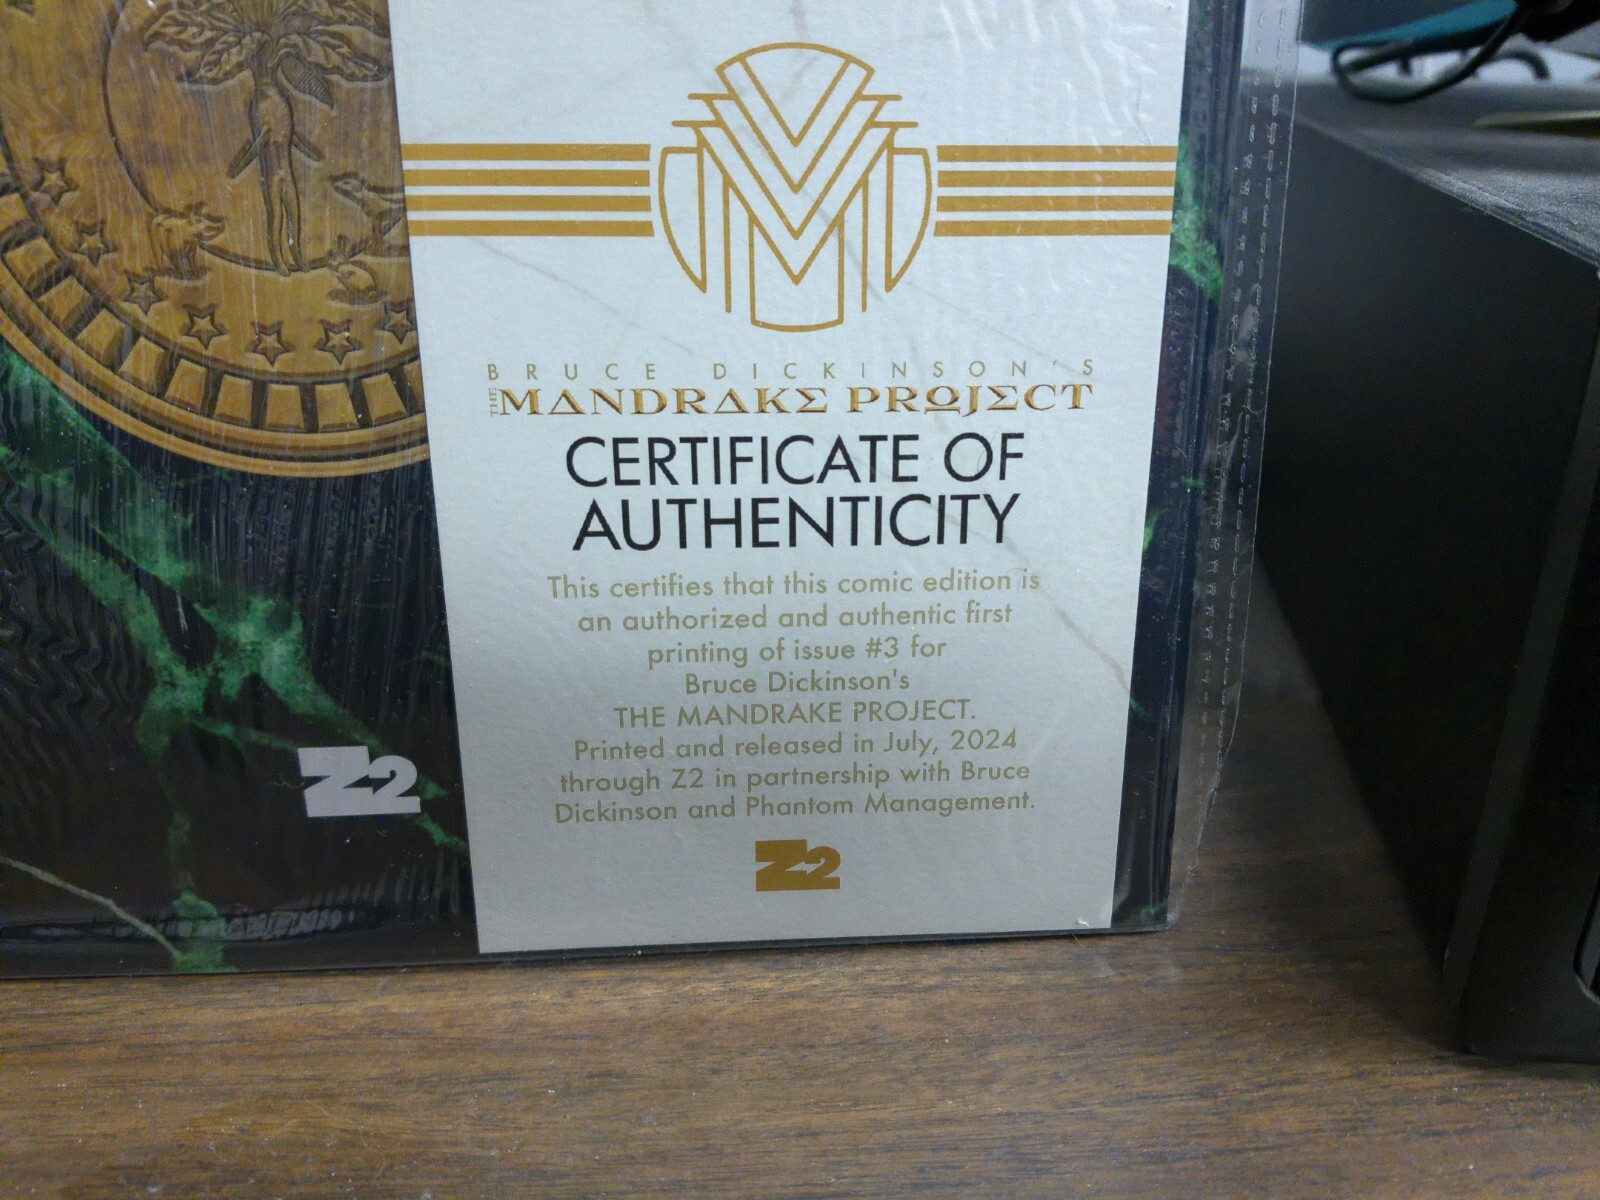 BRUCE DICKINSON'S
THE MANDRAKE PROJECT
CERTIFICATE OF
AUTHENTICITY
This certifies that this comic edition is
an authorized and authentic first
printing of issue #3 for
Bruce Dickinson's
THE MANDRAKE PROJECT.
Printed and released in July, 2024
through Z2 in partnership with Bruce
Dickinson and Phantom Management.
Z2
Z2